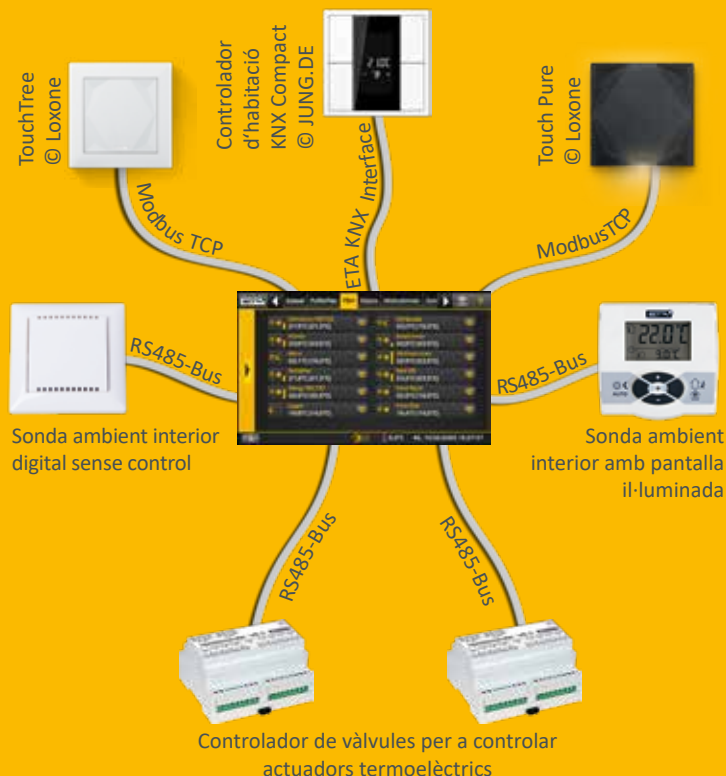 TouchTree
© Loxone
Controlador
d'habitació
KNX Compact
© JUNG.DE
Touch Pure
© Loxone
Modbus TCP
ETA KNX Interface
ModbusTCP
RS485-Bus
RS485-Bus
22.0°C
AUTO
Sonda ambient interior
digital sense control
Sonda ambient
interior amb pantalla
il·luminada
RS485-Bus
RS485-Bus
Controlador de vàlvules per a controlar
actuadors termoelèctrics